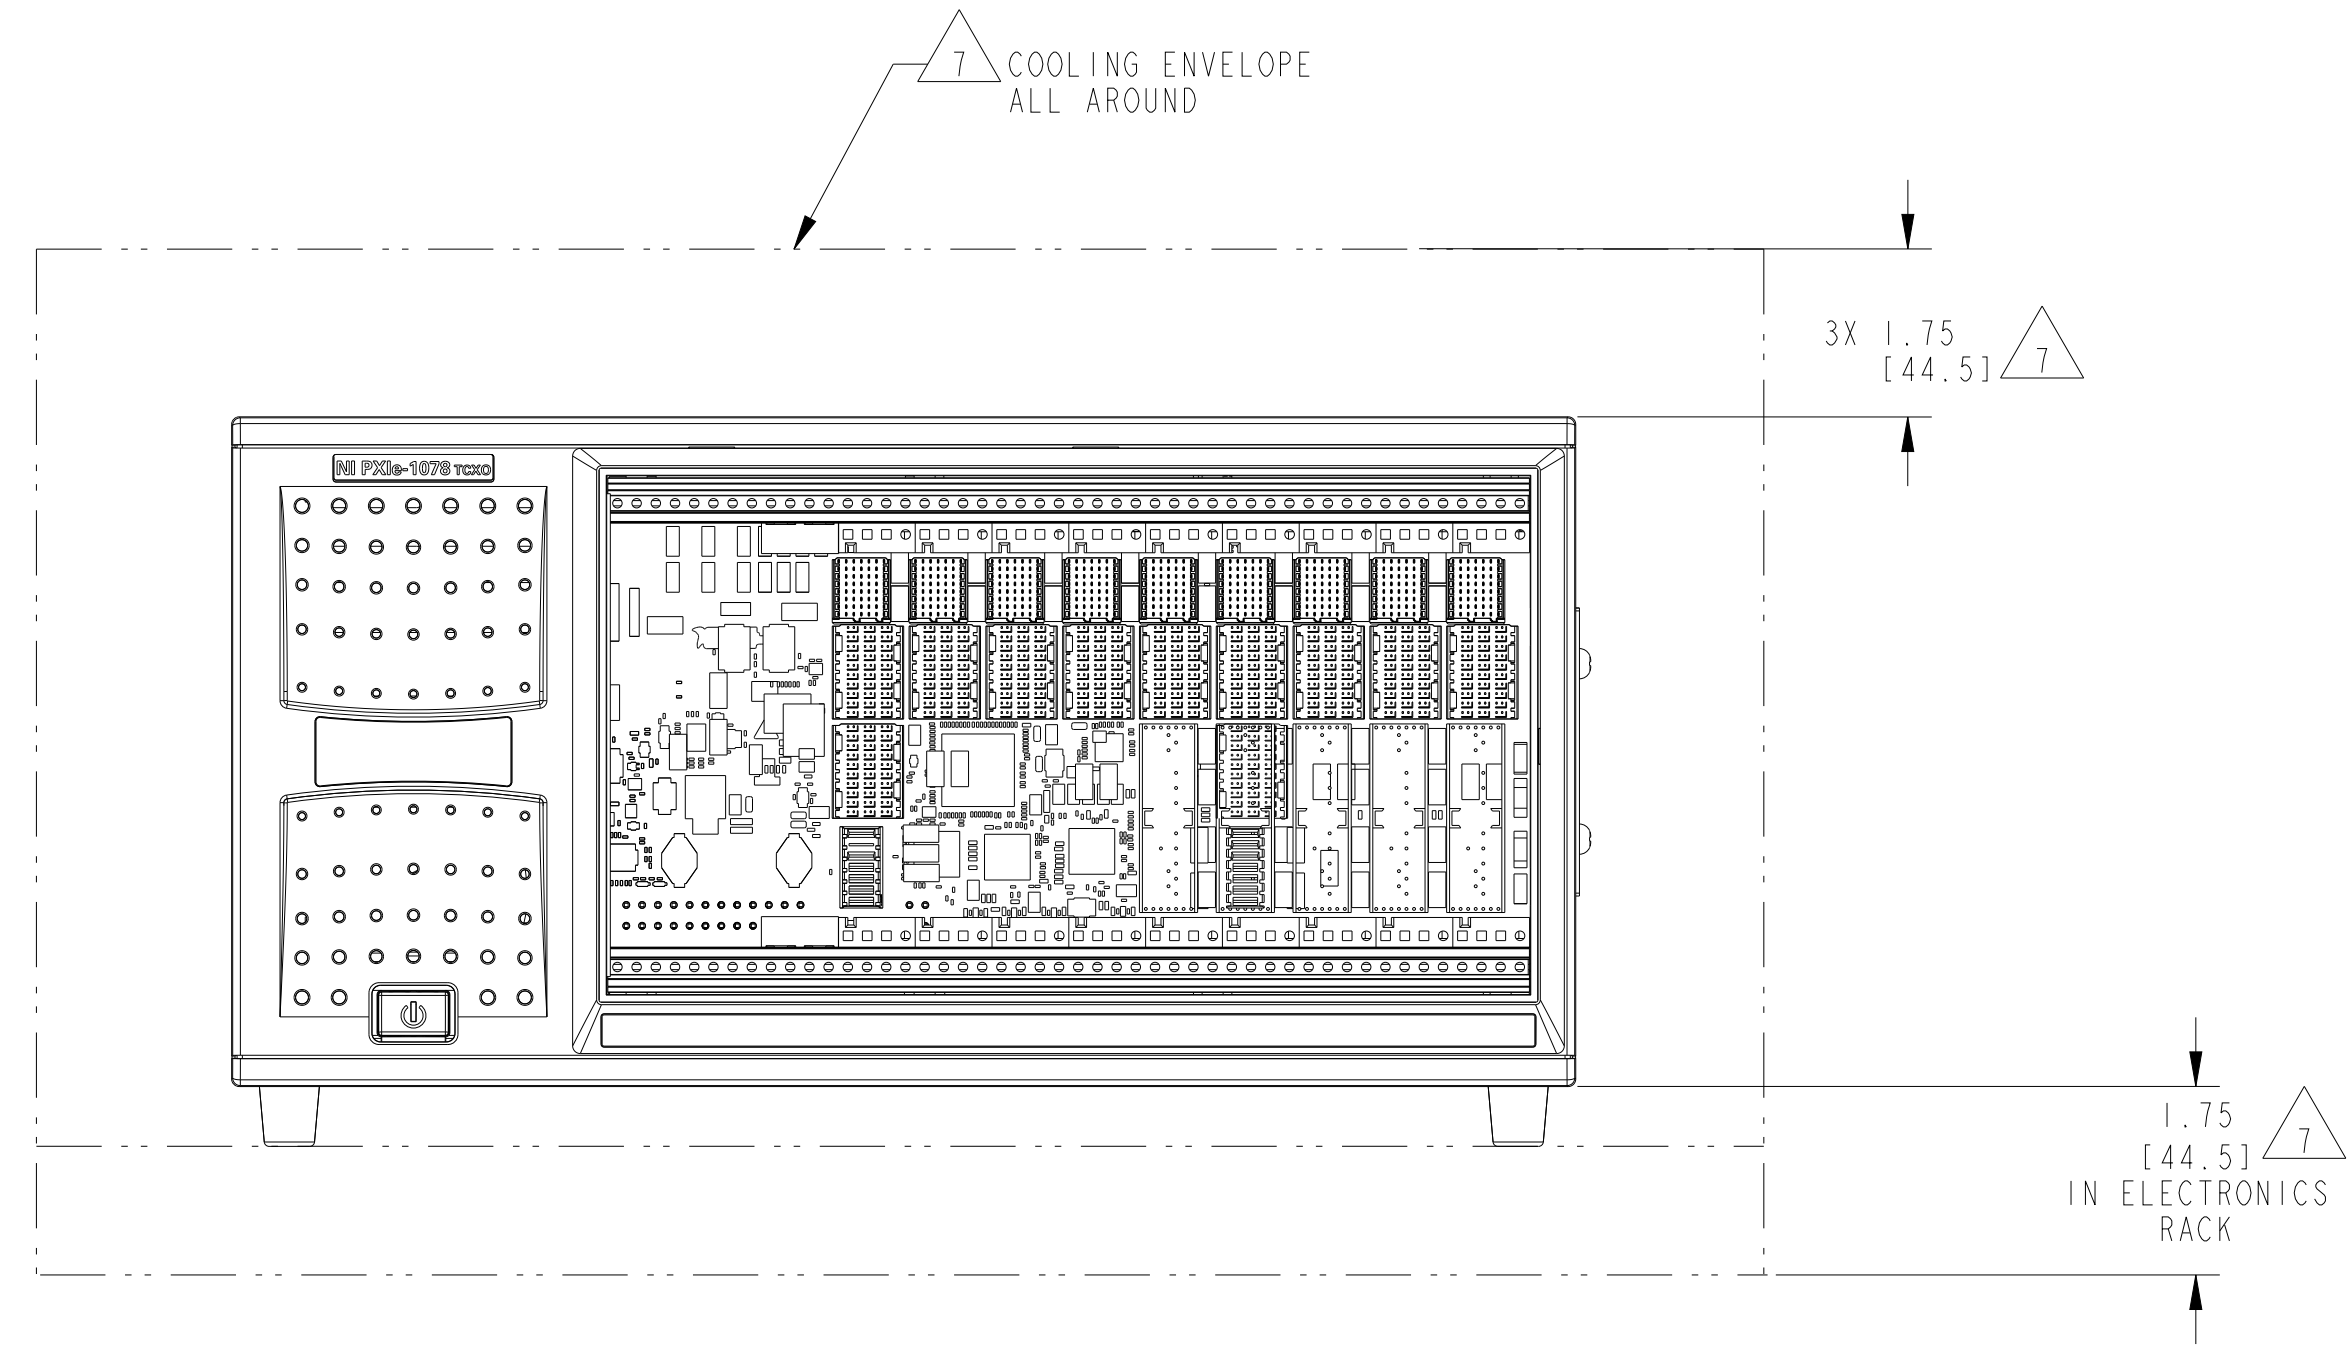 7 COOLING ENVELOPE
ALL AROUND
3X 1.75
[44.5] 7
NI PXIe-1078 TCXO
1.75
[44.5] 7
IN ELECTRONICS
RACK